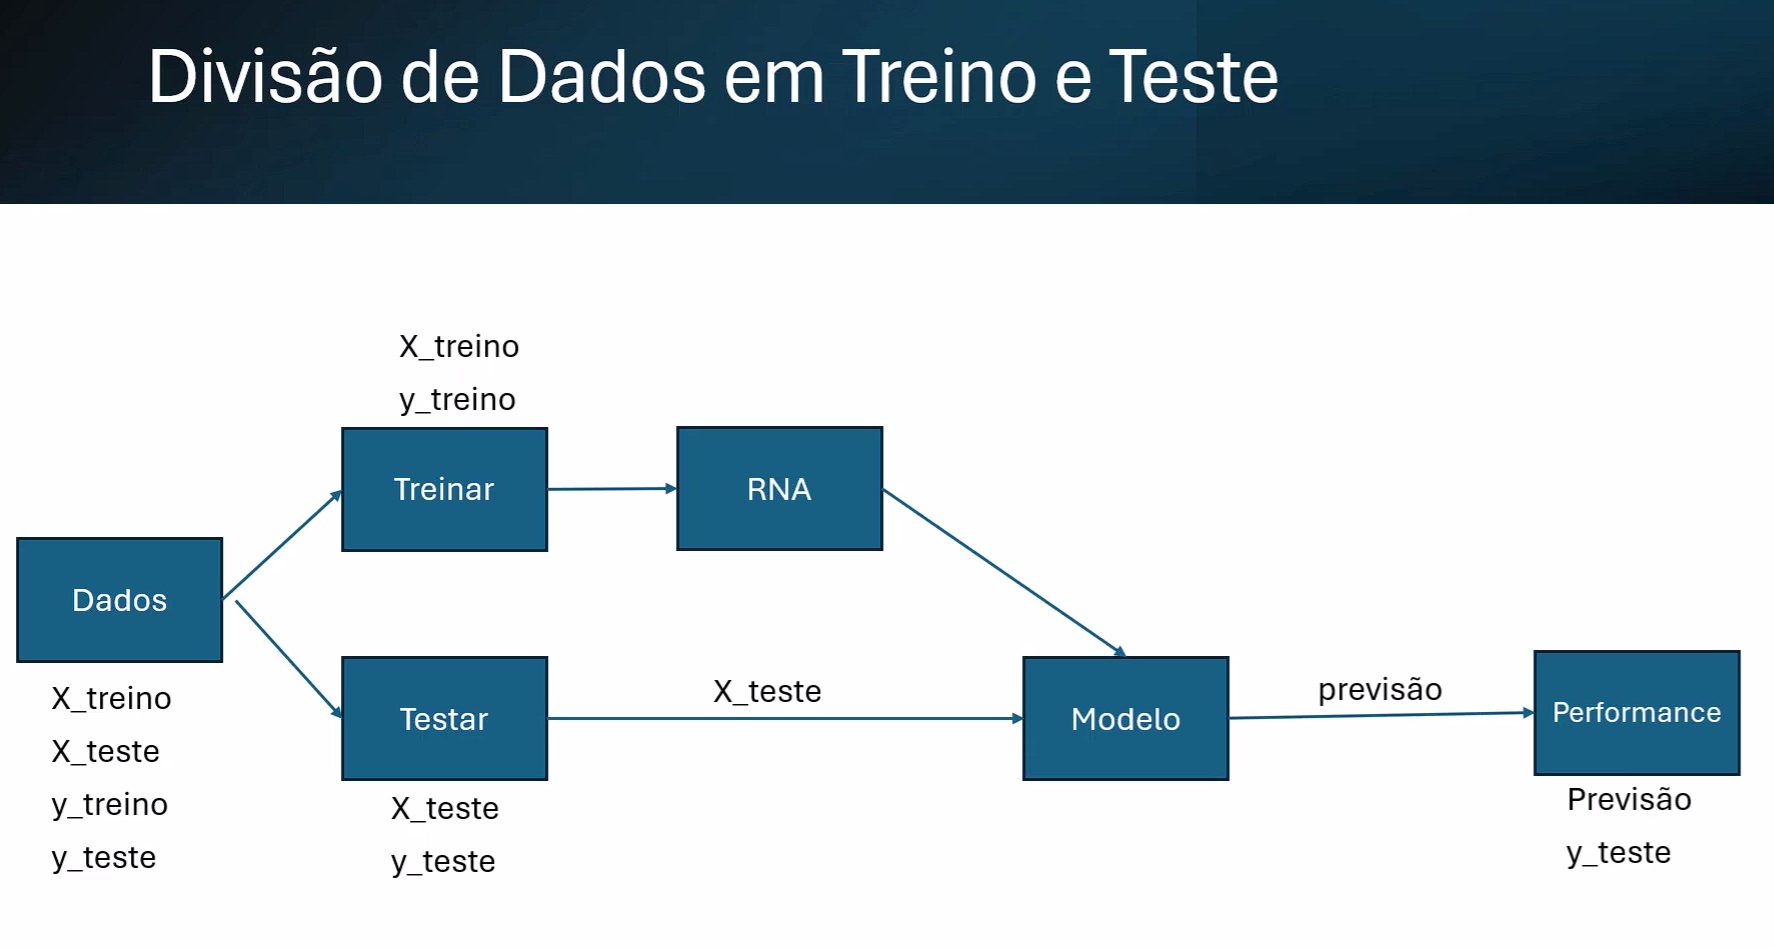 Divisão de Dados em Treino e Teste
X_treino
y_treino
Treinar
RNA
Dados
X_treino
X_teste
y_treino
y_teste
Testar
X_teste
y_teste
X_teste
Modelo
previsão
Performance
Previsão
y_teste